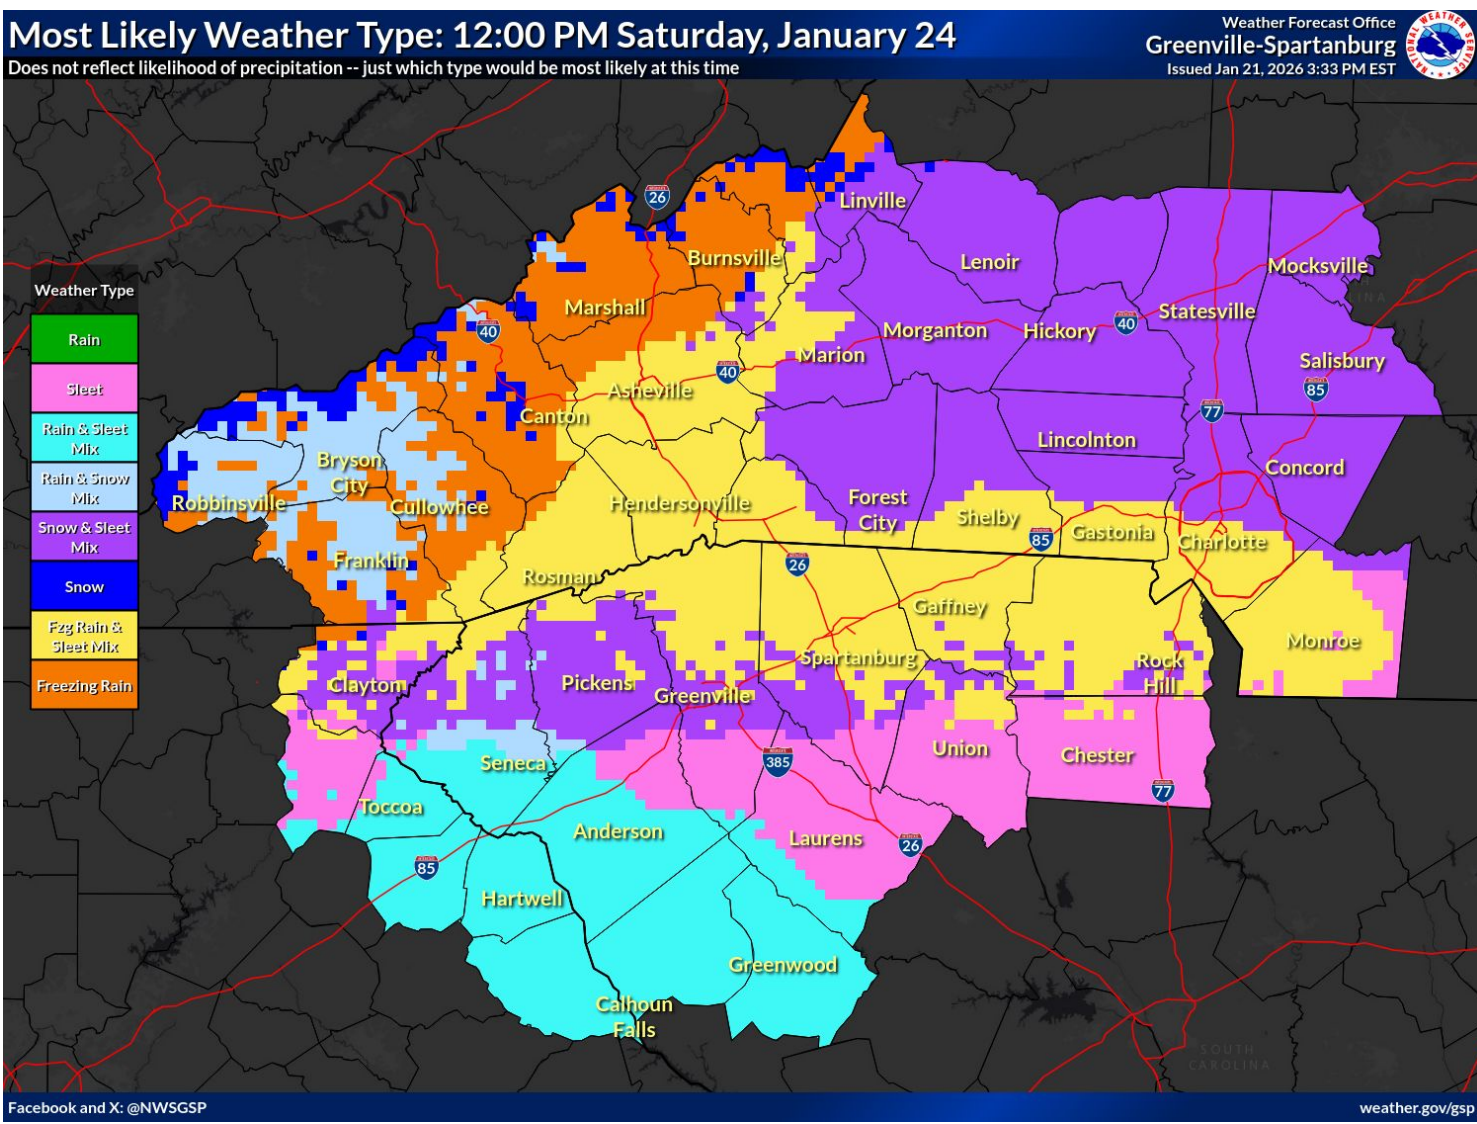 Most Likely Weather Type: 12:00 PM Saturday, January 24
Does not reflect likelihood of precipitation -- just which type would be most likely at this time
Weather Forecast Office
Greenville-Spartanburg
Issued Jan 21, 2026 3:33 PM EST
NATIONAL WEATHER SERVICE
Weather Type
Rain
Sleet
Rain & Sleet
Mix
Rain & Snow
Mix
Snow & Sleet
Mix
Snow
Fzg Rain &
Sleet Mix
Freezing Rain
26
Linville
Burnsville
Lenoir
Mocksville
Marshall
40
Morganton
Hickory
40
Statesville
Marion
Salisbury
40
Asheville
85
77
Canton
Lincolnton
Bryson
City
Concord
Robbinsville
Cullowhee
Hendersonville
Forest
City
Shelby
85
Gastonia
Charlotte
Franklin
26
Rosman
Gaffney
Monroe
Spartanburg
Rock
Hill
Clayton
Pickens
Greenville
Union
Chester
Seneca
385
77
Toccoa
Anderson
Laurens
26
85
Hartwell
Greenwood
Calhoun
Falls
SOUTH
CAROLINA
Facebook and X: @NWSGSP
weather.gov/gsp